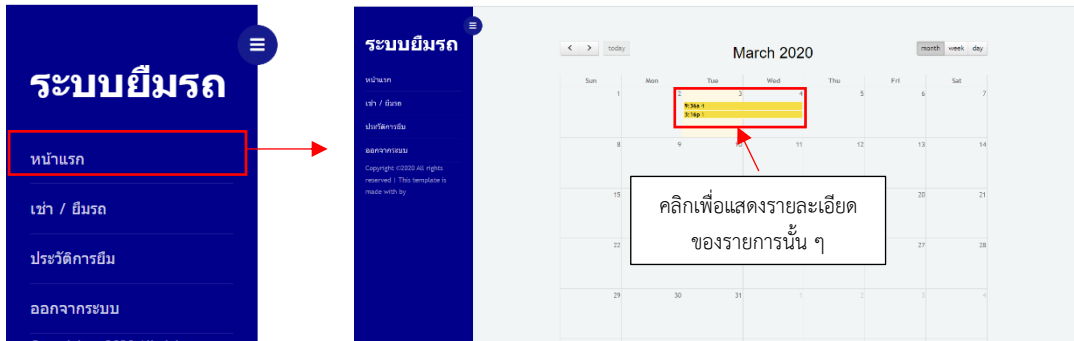 ระบบยืมรถ
หน้าแรก
เช่า / ยืมรถ
ประวัติการยืม
ออกจากระบบ
ระบบยืมรถ
หน้าแรก
เช่า / ยืมรถ
ประวัติการยืม
ออกจากระบบ
Copyright ©2020 All rights
reserved | This template is
made with by
today
March 2020
month week day
Sun Mon Tue Wed Thu Fri Sat
1 2 3 4 5 6 7
9:36a 4
3:16p 1
8 9 10 11 12 13 14
คลิกเพื่อแสดงรายละเอียด
ของรายการนั้น ๆ
15 20 21
22 27 28
29 30 31 1 2 3 4